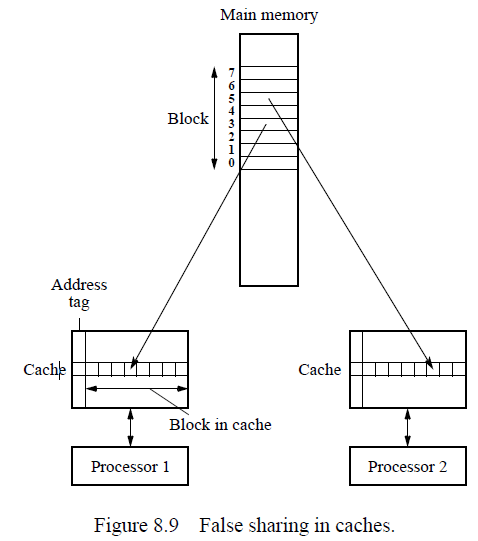 Main memory
7
6
5
Block
4
3
2
1
0
Address
tag
Cache
Cache
Block in cache
Processor 1
Processor 2
Figure 8.9 False sharing in caches.